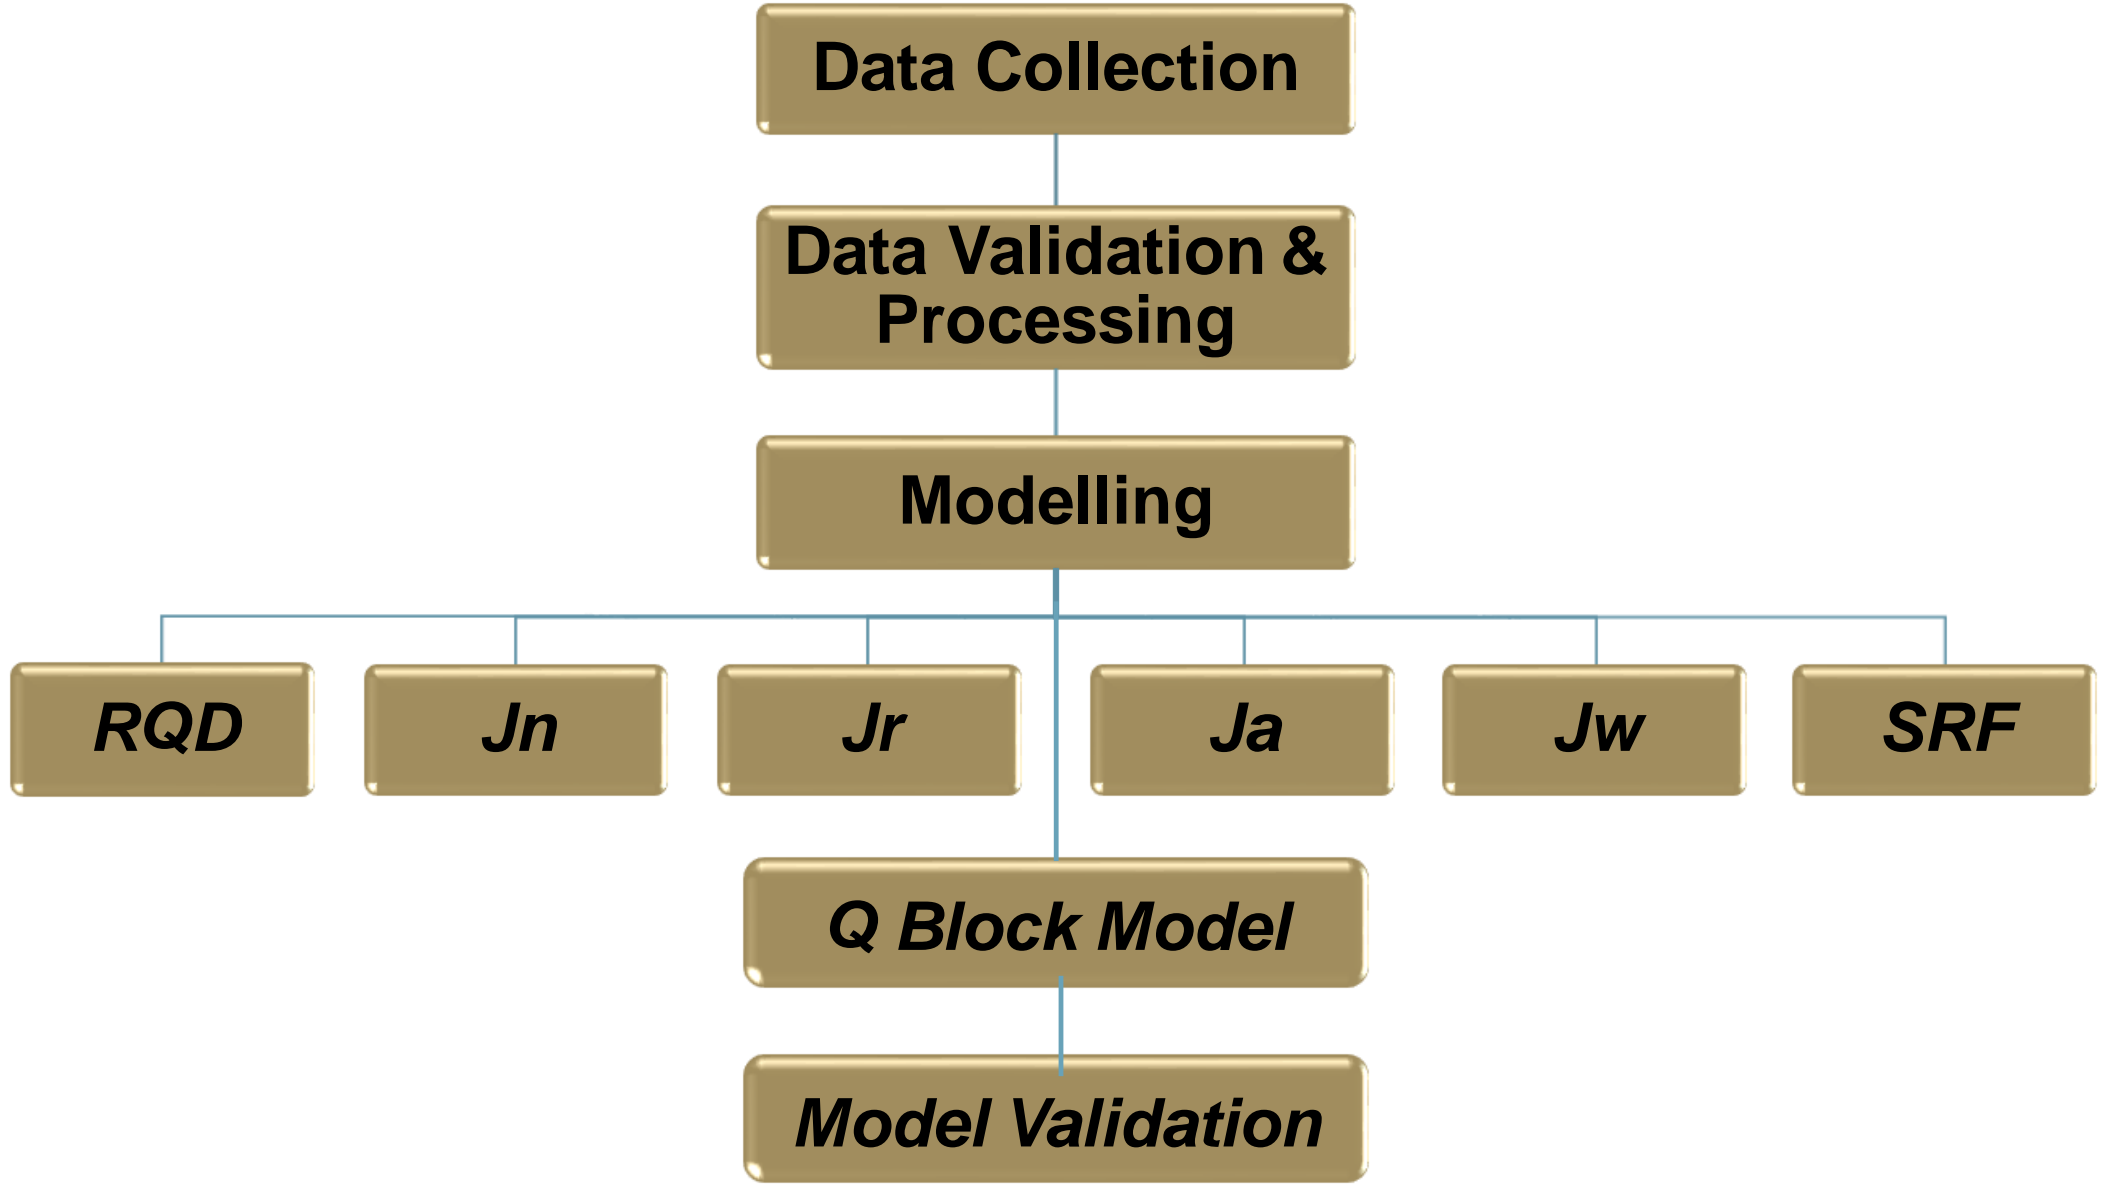 Data Collection
Data Validation &
Processing
Modelling
RQD
Jn
Jr
Ja
Jw
SRF
Q Block Model
Model Validation